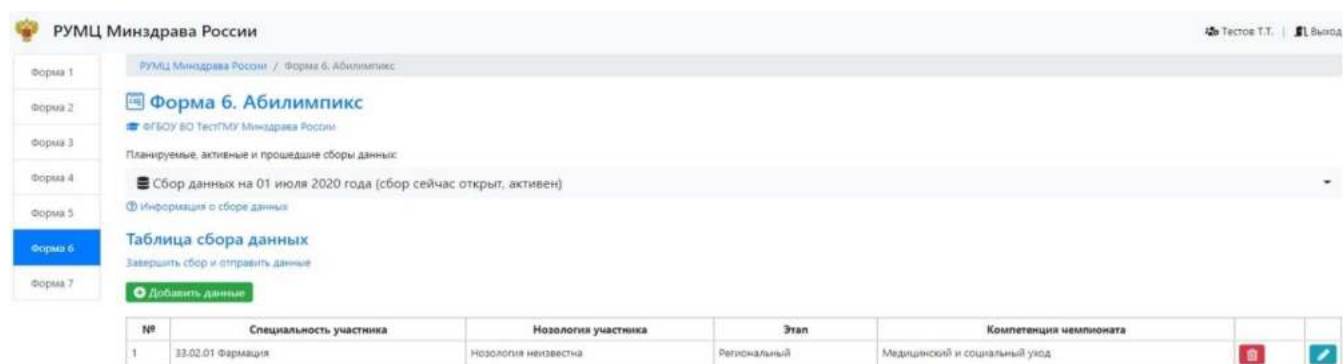 РУМЦ Минздрава России
Тестов Т.Т. | Выход
Форма 1
Форма 2
Форма 3
Форма 4
Форма 5
Форма 6
Форма 7
РУМЦ Минздрава России / Форма 6. Абилимпикс
Форма 6. Абилимпикс
ФГБОУ ВО ТестГМУ Минздрава России
Планируемые, активные и прошедшие сборы данных:
Сбор данных на 01 июля 2020 года (сбор сейчас открыт, активен)
Информация о сборе данных
Таблица сбора данных
Завершить сбор и отправить данные
Добавить данные
№ Специальность участника Нозология участника Этап Компетенция чемпионата
1 33.02.01 Фармация Нозология неизвестна Региональный Медицинский и социальный уход